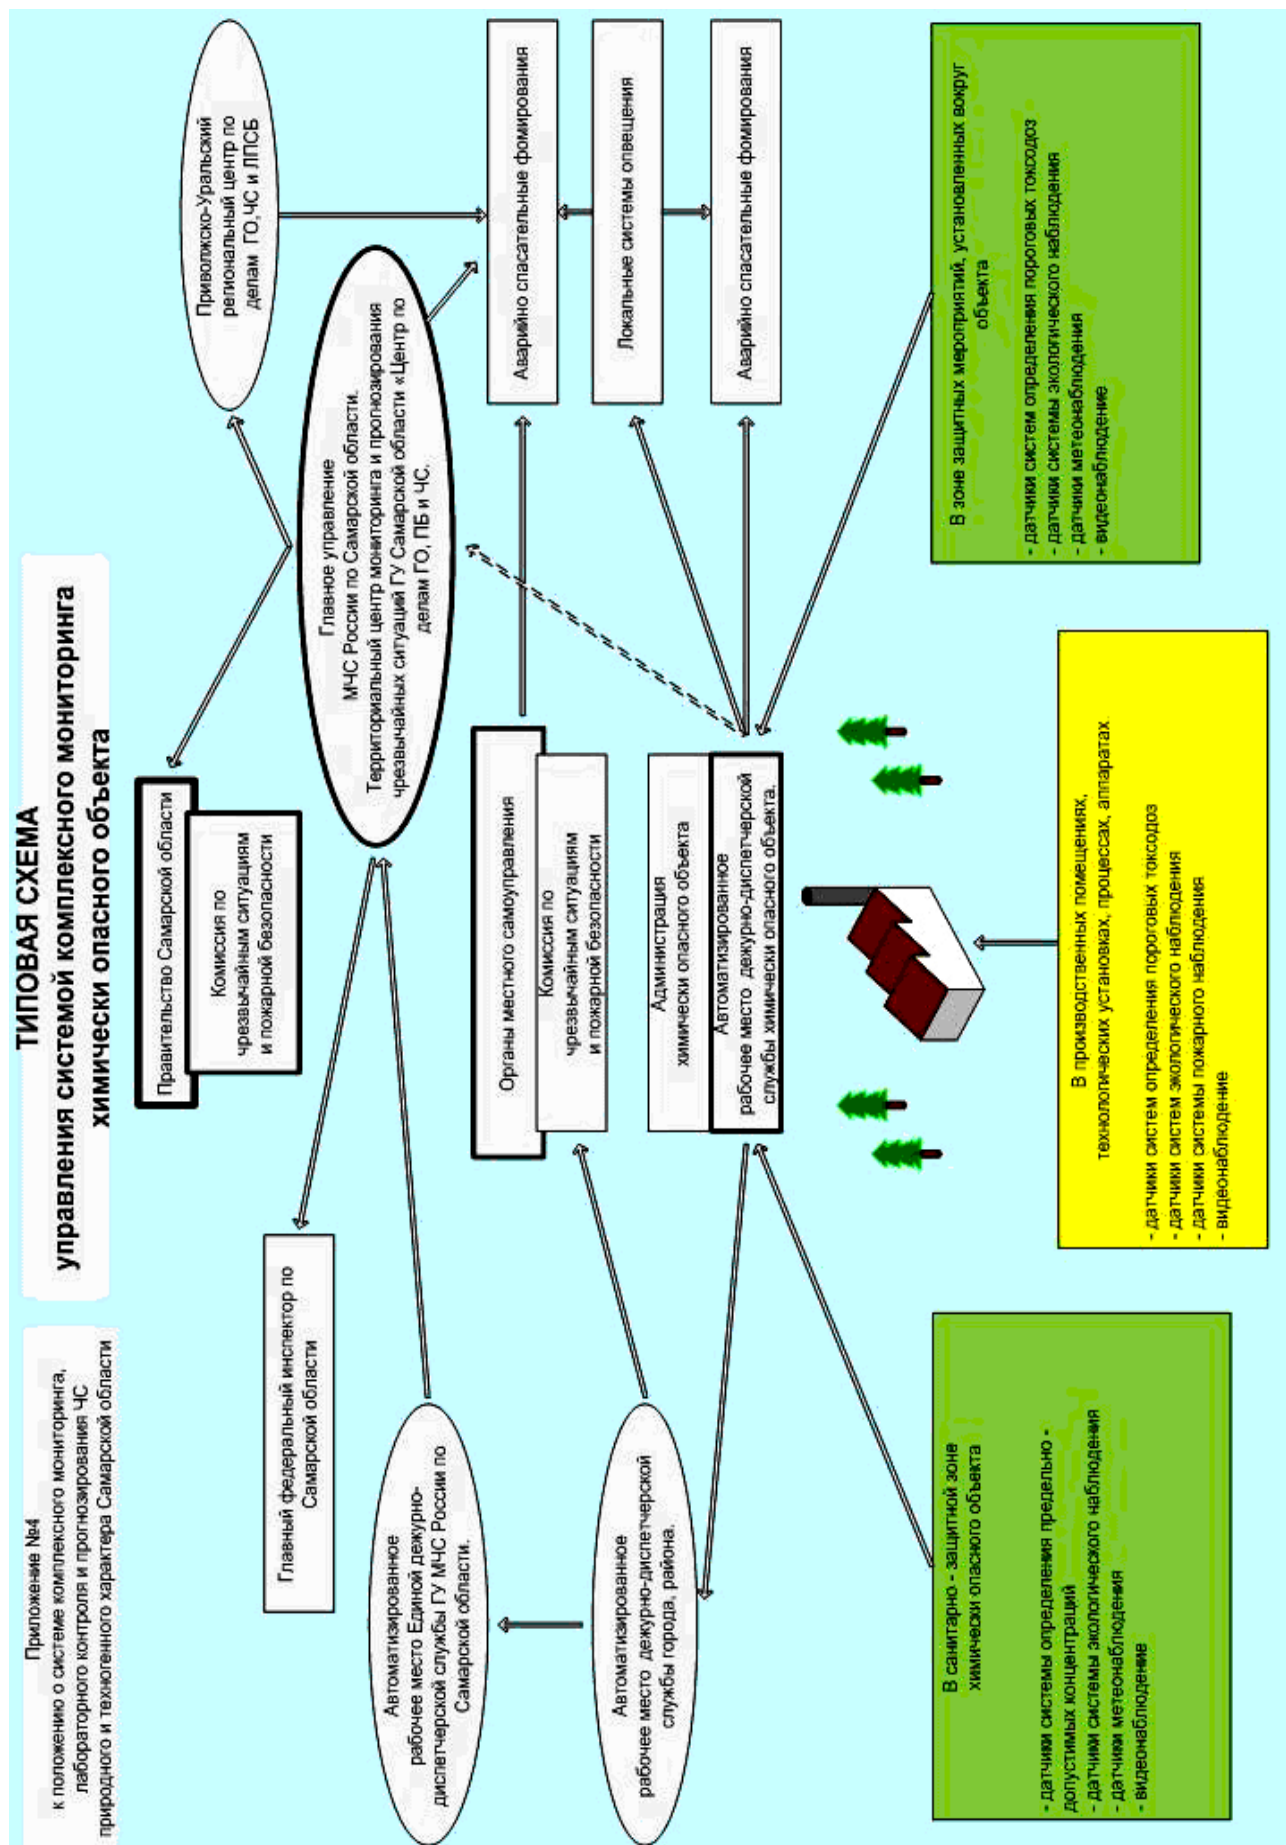 Приложение №4
к положению о системе комплексного мониторинга,
лабораторного контроля и прогнозирования ЧС
природного и техногенного характера Самарской области
ТИПОВАЯ СХЕМА
управления системой комплексного мониторинга
химически опасного объекта
Правительство Самарской области
Комиссия по
чрезвычайным ситуациям
и пожарной безопасности
Приволжско-Уральский
региональный центр по
делам ГО,ЧС и ЛПСБ
Главный федеральный инспектор по
Самарской области
Главное управление
МЧС России по Самарской области.
Территориальный центр мониторинга и прогнозирования
чрезвычайных ситуаций ГУ Самарской области «Центр по
делам ГО, ПБ и ЧС.
Автоматизированное
рабочее место Единой дежурно-
диспетчерской службы ГУ МЧС России по
Самарской области.
Органы местного самоуправления
Комиссия по
чрезвычайным ситуациям
и пожарной безопасности
Аварийно спасательные фомирования
Локальные системы опвещения
Аварийно спасательные фомирования
Автоматизированное
рабочее место дежурно-диспетчерской
службы города, района.
Администрация
химически опасного объекта
Автоматизированное
рабочее место дежурно-диспетчерской
службы химически опасного объекта.
В санитарно - защитной зоне
химически опасного объекта
- датчики системы определения предельно -
допустимых концентраций
- датчики системы экологического наблюдения
- датчики метеонаблюдения
- видеонаблюдение
В производственных помещениях,
технологических установках, процессах, аппаратах.
- датчики систем определения пороговых токсодоз
- датчики систем экологического наблюдения
- датчики системы пожарного наблюдения
- видеонаблюдение
В зоне защитных мероприятий, установленных вокруг
объекта
- датчики систем определения пороговых токсодоз
- датчики системы экологического наблюдения
- датчики метеонаблюдения
- видеонаблюдение